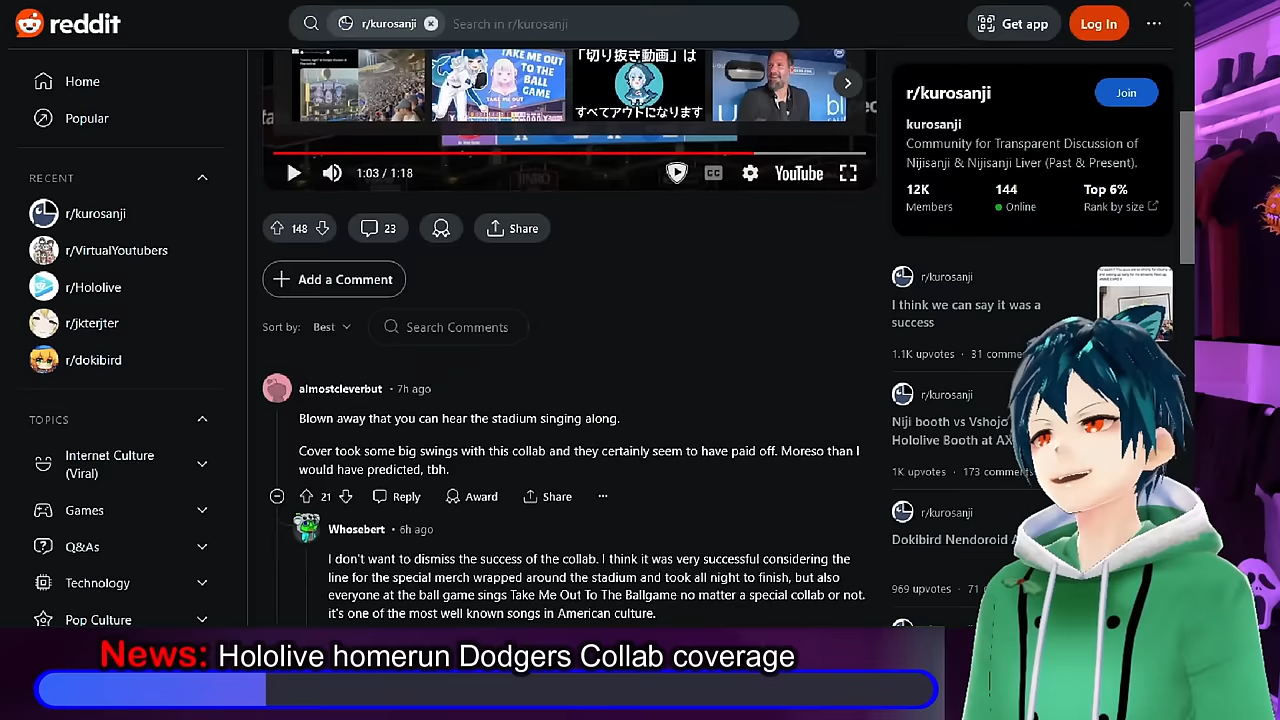 reddit
r/kurosanji
Search in r/kurosanji
Get app
Log In
Home
Popular
RECENT
r/kurosanji
r/VirtualYoutubers
r/Hololive
r/jkterjter
r/dokibird
TOPICS
Internet Culture
(Viral)
Games
Q&As
Technology
Pop Culture
TAKE ME OUT
TO THE
BALL
GAME
「切り抜き動画」は
すべてアウトになります
1:03 / 1:18
CC
YouTube
148
23
Share
Add a Comment
Sort by:
Best
Search Comments
almostcleverbut • 7h ago
Blown away that you can hear the stadium singing along.
Cover took some big swings with this collab and they certainly seem to have paid off. Moreso than I
would have predicted, tbh.
21
Reply
Award
Share
Whosebert • 6h ago
I don't want to dismiss the success of the collab. I think it was very successful considering the
line for the special merch wrapped around the stadium and took all night to finish, but also
everyone at the ball game sings Take Me Out To The Ballgame no matter a special collab or not.
it's one of the most well known songs in American culture.
r/kurosanji
Join
kurosanji
Community for Transparent Discussion of
Nijisanji & Nijisanji Liver (Past & Present).
12K
144
Top 6%
Members
Online
Rank by size
r/kurosanji
I think we can say it was a
success
1.1K upvotes • 31 comme
r/kurosanji
Niji booth vs Vshojo
Hololive Booth at AX
1K upvotes • 173 comments
r/kurosanji
Dokibird Nendoroid A
969 upvotes • 71
News: Hololive homerun Dodgers Collab coverage